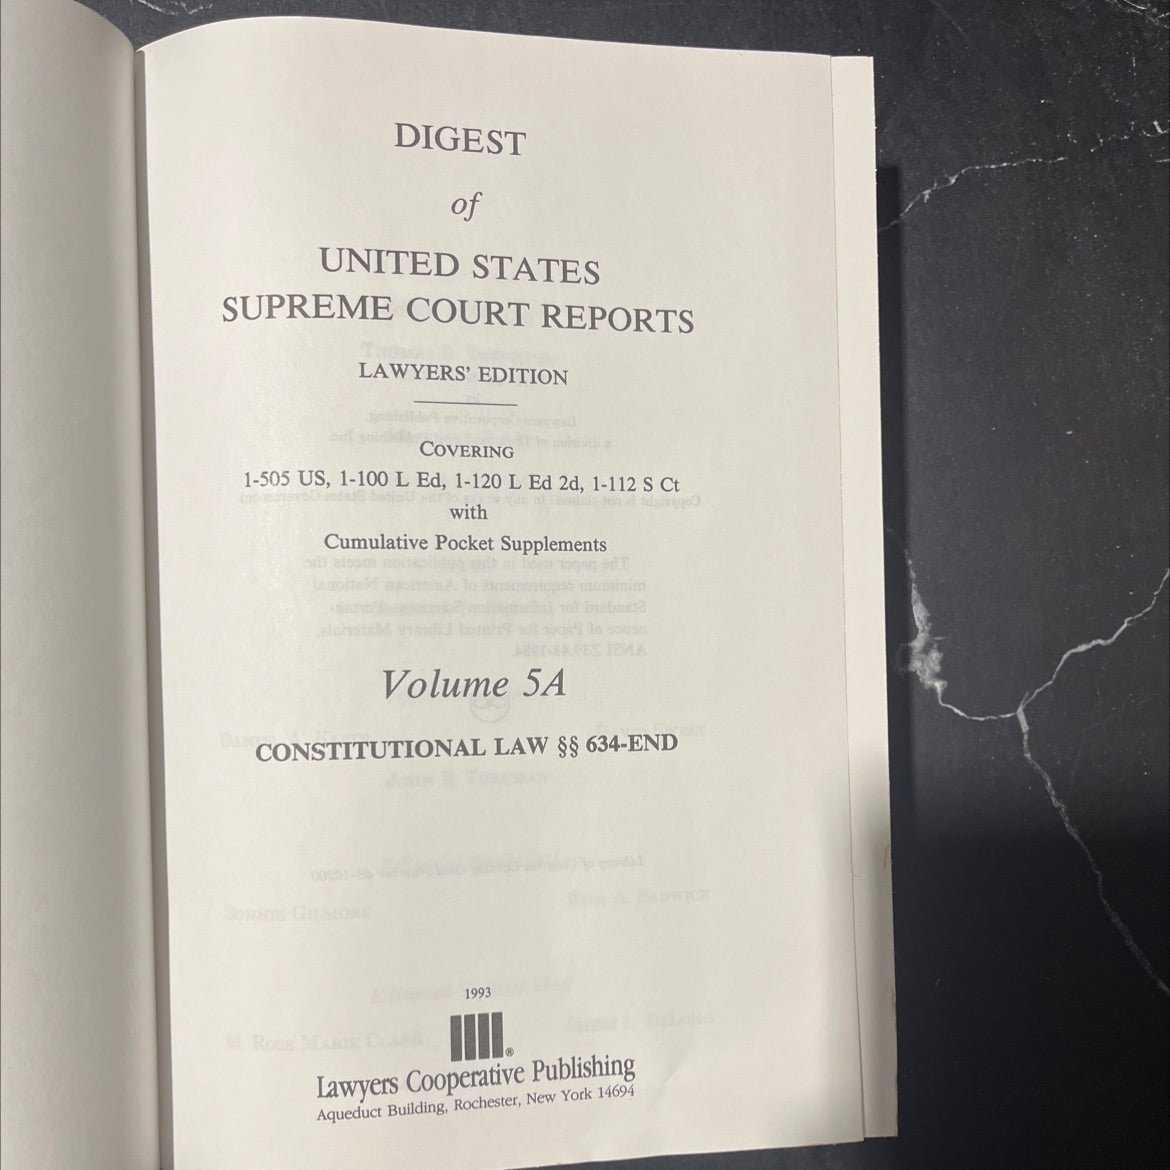 DIGEST
of
UNITED STATES
SUPREME COURT REPORTS
LAWYERS' EDITION
COVERING
1-505 US, 1-100 L Ed, 1-120 L Ed 2d, 1-112 S Ct
with
Cumulative Pocket Supplements
Volume 5A
CONSTITUTIONAL LAW §§ 634-END
1993
®
Lawyers Cooperative Publishing
Aqueduct Building, Rochester, New York 14694